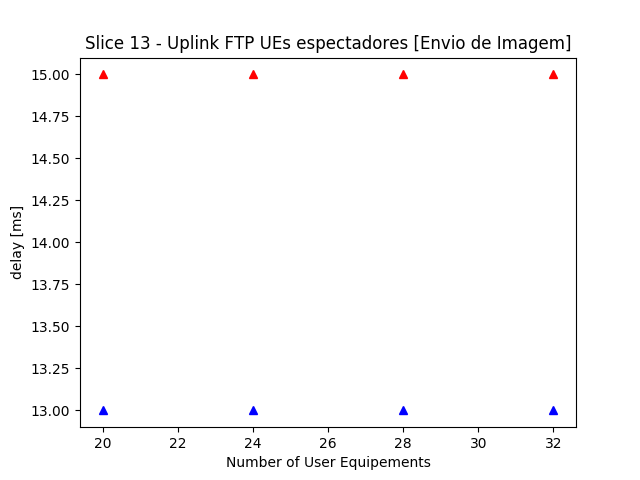 Slice 13 - Uplink FTP UEs espectadores [Envio de Imagem]
15.00
14.75
14.50
14.25
14.00
13.75
13.50
13.25
13.00
delay [ms]
20 22 24 26 28 30 32
Number of User Equipements